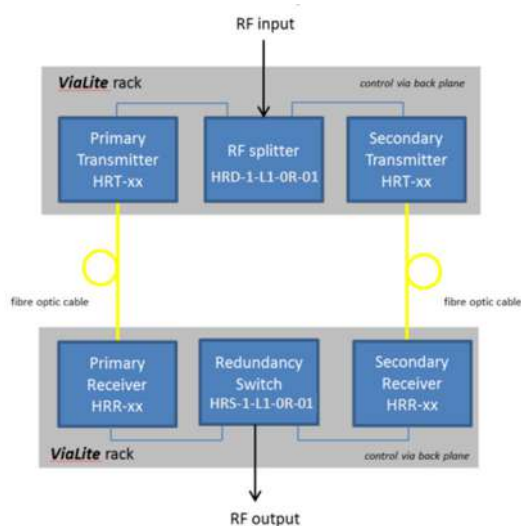 RF input
ViaLite rack
control via back plane
Primary
Transmitter
HRT-xx
RF splitter
HRD-1-L1-0R-01
Secondary
Transmitter
HRT-xx
fibre optic cable
fibre optic cable
Primary
Receiver
HRR-xx
Redundancy
Switch
HRS-1-L1-0R-01
Secondary
Receiver
HRR-xx
ViaLite rack
control via back plane
RF output